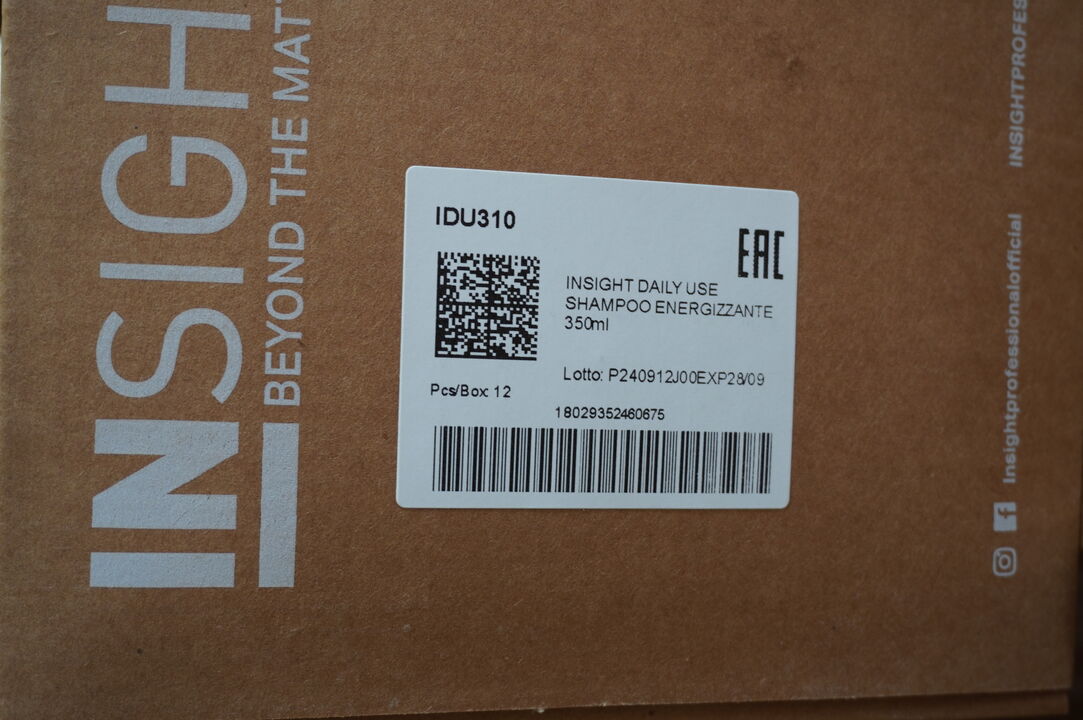 INSIGH
BEYOND THE MAT
IDU310
EAC
INSIGHT DAILY USE
SHAMPOO ENERGIZZANTE
350ml
Lotto: P240912J00EXP28/09
Pcs/Box: 12
18029352460675
Insightprofessionalofficial
INSIGHTPROFES